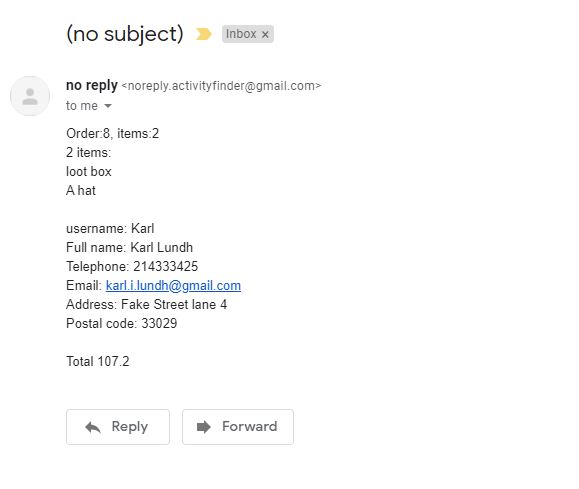 (no subject) Inbox x
no reply <noreply.activityfinder@gmail.com>
to me
Order:8, items:2
2 items:
loot box
A hat
username: Karl
Full name: Karl Lundh
Telephone: 214333425
Email: karl.i.lundh@gmail.com
Address: Fake Street lane 4
Postal code: 33029
Total 107.2
Reply Forward